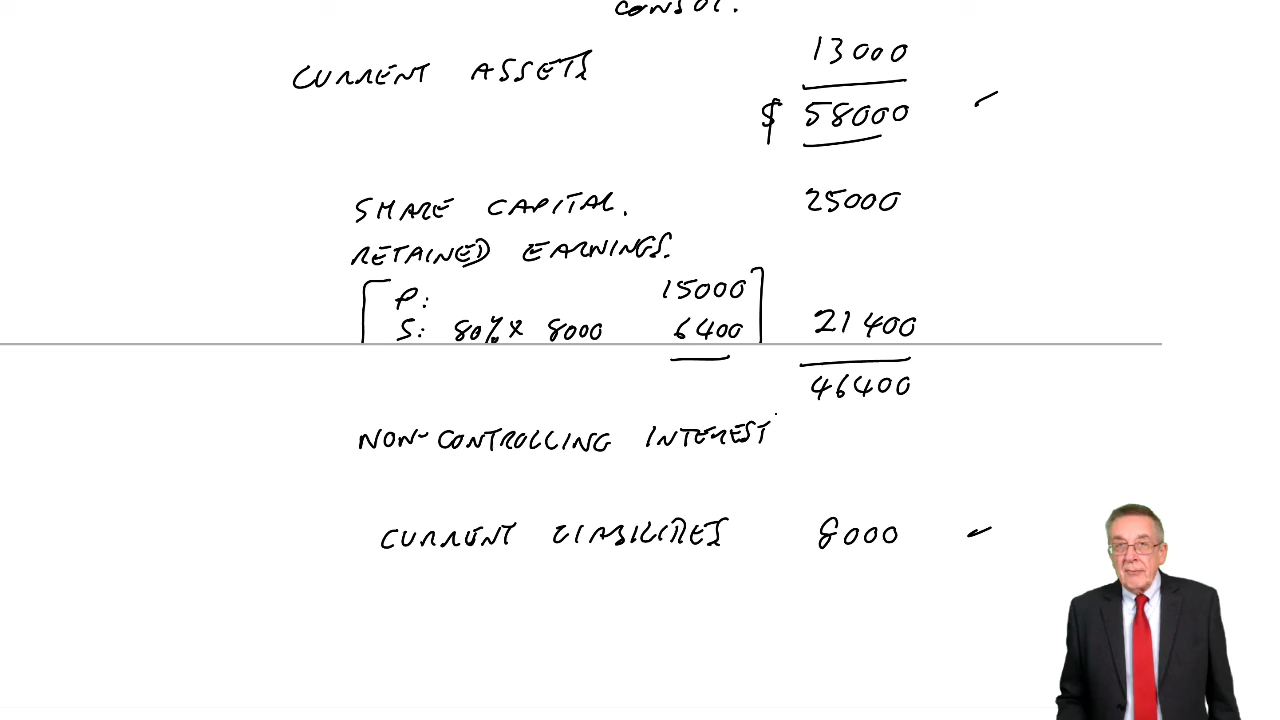 CONSOL.
CURRENT ASSETS 13000
$ 58000
SHARE CAPITAL. 25000
RETAINED EARNINGS.
P: 15000
S: 80% x 8000 6400 21400
46400
NON-CONTROLLING INTEREST
CURRENT LIABILITIES 8000